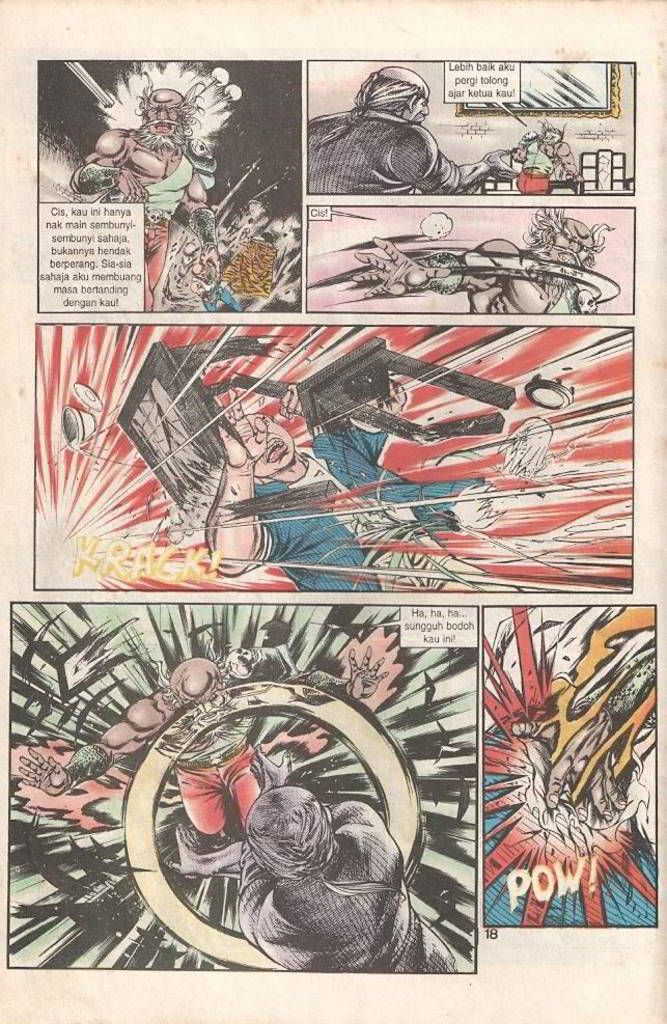 Cis, kau ini hanya
nak main sembunyi-
sembunyi sahaja,
bukannya hendak
berperang. Sia-sia
sahaja aku membuang
masa bertanding
dengan kau!
Lebih baik aku
pergi tolong
ajar ketua kau!
Cis!
KRACK!
Ha, ha, ha...
sungguh bodoh
kau ini!
POW!
18